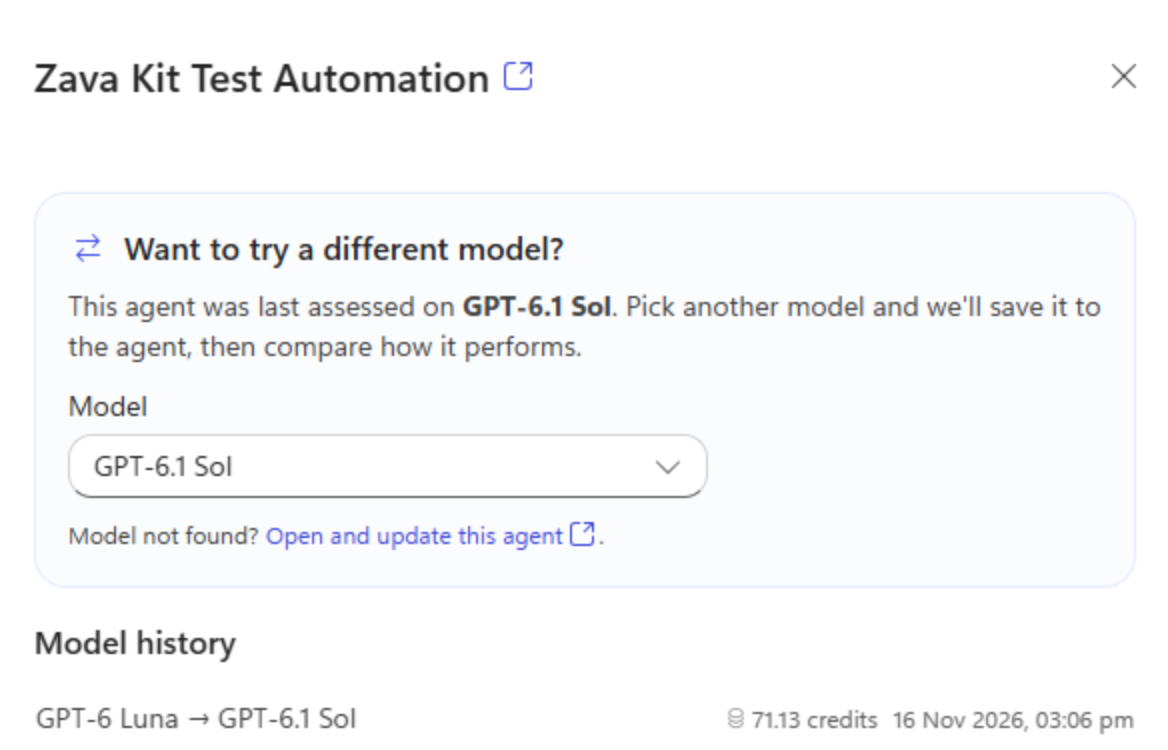 Zava Kit Test Automation
Want to try a different model?
This agent was last assessed on GPT-6.1 Sol. Pick another model and we'll save it to
the agent, then compare how it performs.
Model
GPT-6.1 Sol
Model not found? Open and update this agent.
Model history
GPT-6 Luna → GPT-6.1 Sol 71.13 credits 16 Nov 2026, 03:06 pm